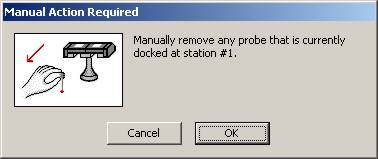 Manual Action Required
Manually remove any probe that is currently
docked at station #1.
Cancel
OK